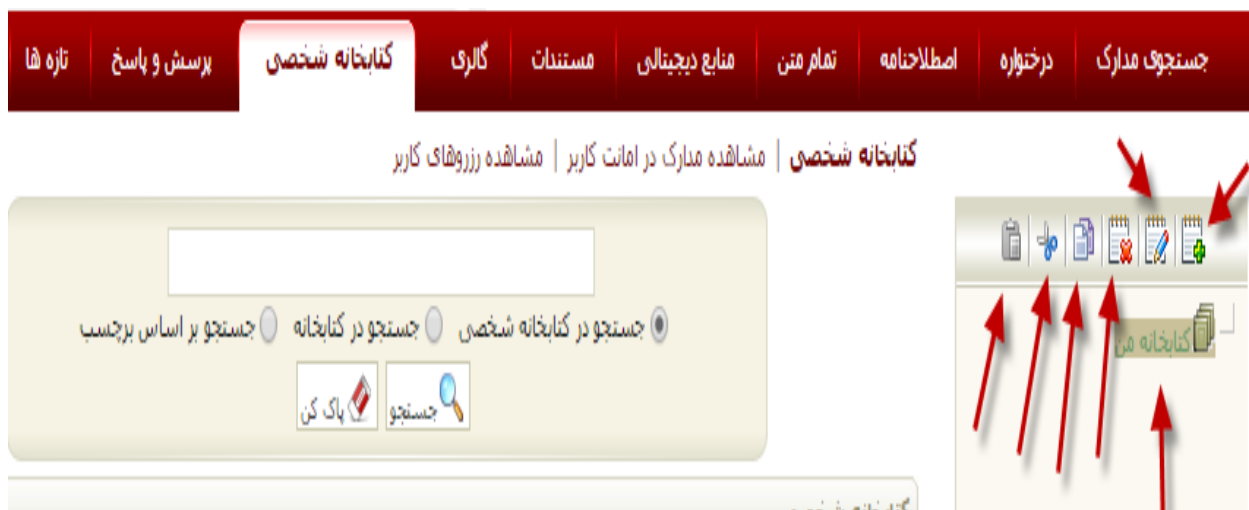 جستجوی مدارک درختواره اصطلاحنامه تمام متن منابع دیجیتالی مستندات گالری کتابخانه شخصی پرسش و پاسخ تازه ها
کتابخانه شخصی | مشاهده مدارک در امانت کاربر | مشاهده رزروهای کاربر
کتابخانه من
جستجو در کتابخانه شخصی جستجو در کتابخانه جستجو بر اساس برچسب
جستجو پاک کن